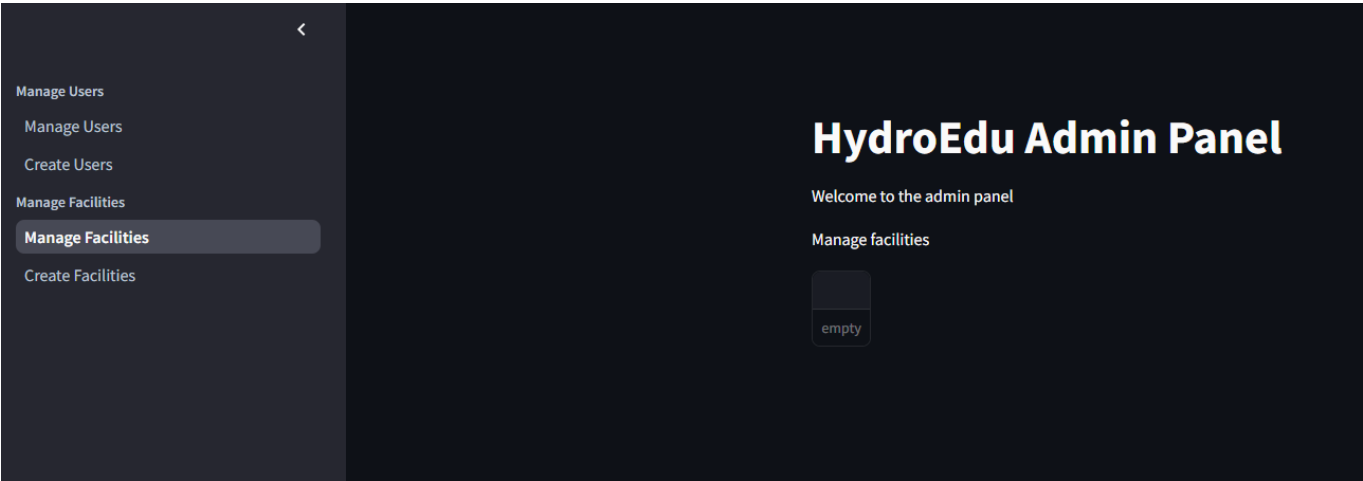 Manage Users
Manage Users
Create Users
Manage Facilities
Manage Facilities
Create Facilities
HydroEdu Admin Panel
Welcome to the admin panel
Manage facilities
empty